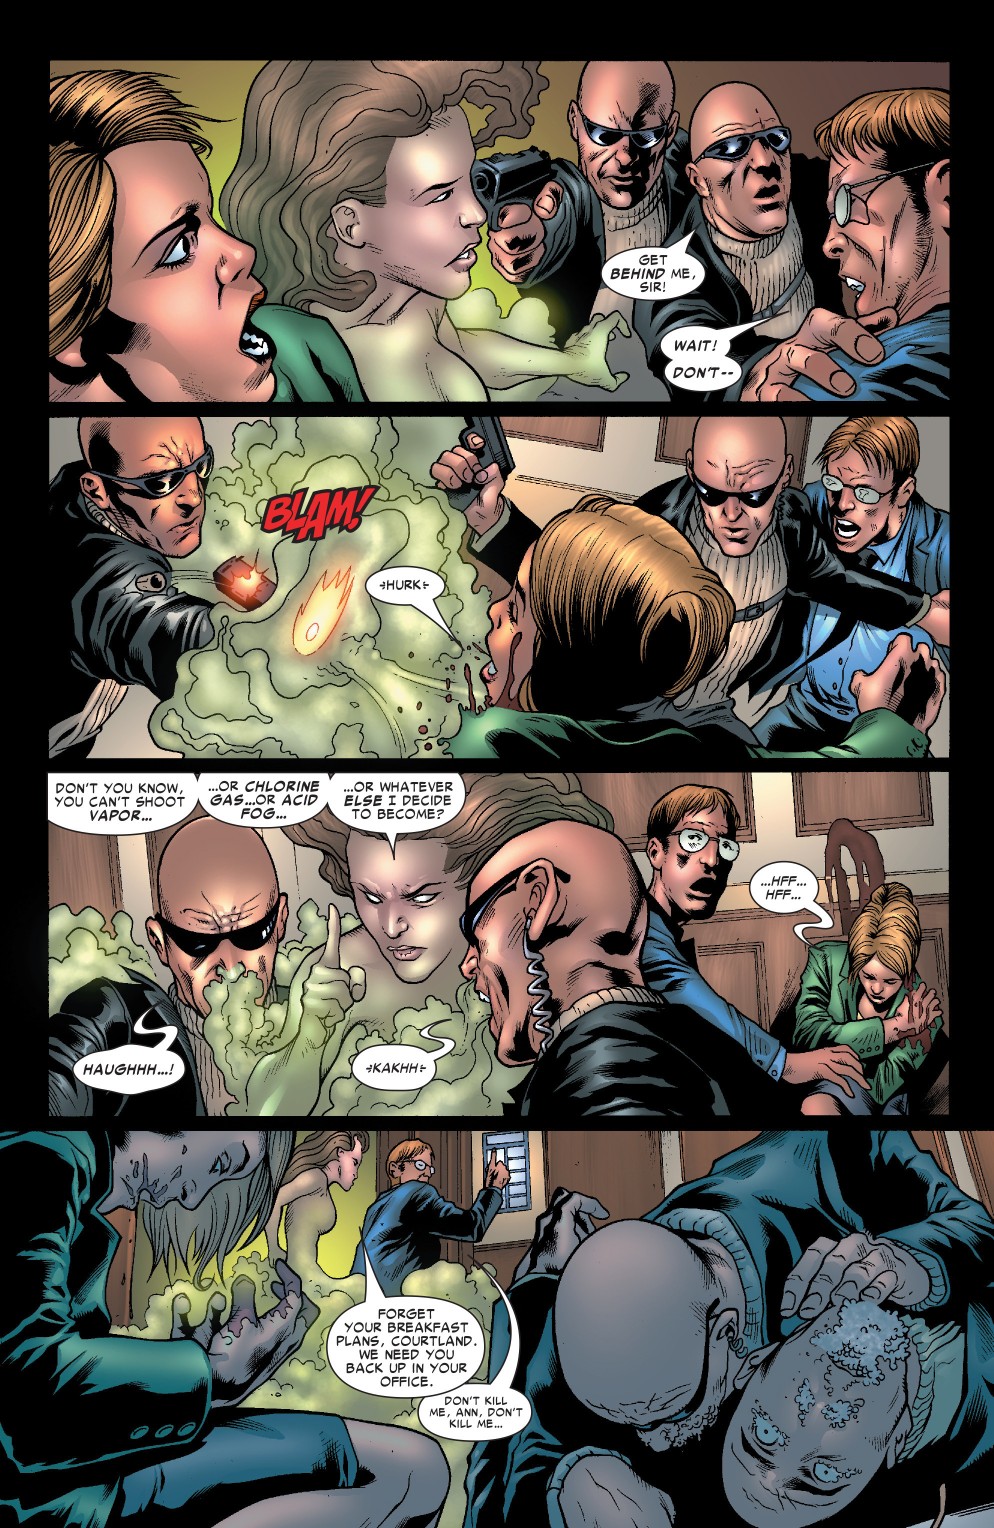 GET
BEHIND ME,
SIR!
WAIT!
DON'T--
BLAM!
HURK
DON'T YOU KNOW,
YOU CAN'T SHOOT
VAPOR...
...OR CHLORINE
GAS...OR ACID
FOG...
...OR WHATEVER
ELSE I DECIDE
TO BECOME?
...HFF...
HFF...
HAUGHHH...!
KAKHH
FORGET
YOUR BREAKFAST
PLANS, COURTLAND.
WE NEED YOU
BACK UP IN YOUR
OFFICE.
DON'T KILL
ME, ANN, DON'T
KILL ME...